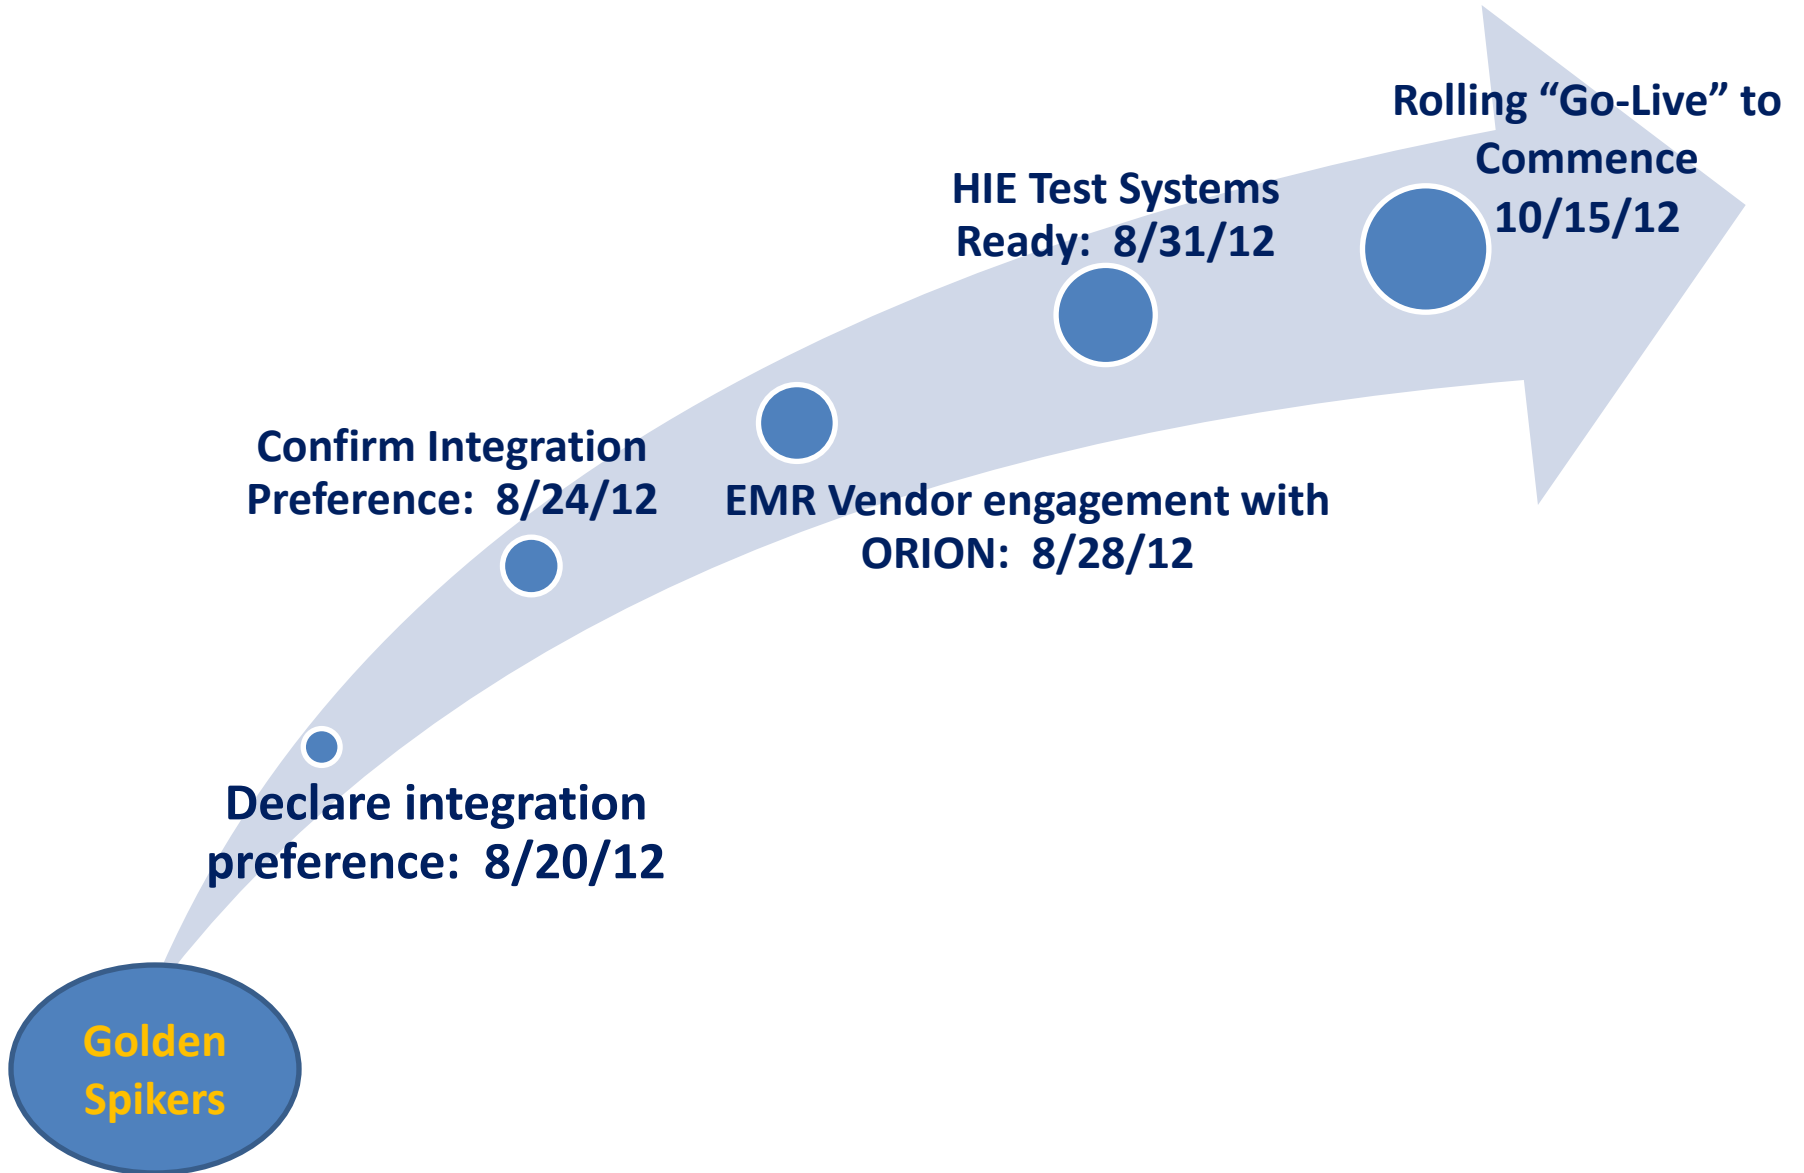 Rolling “Go-Live” to
Commence
10/15/12
HIE Test Systems
Ready:  8/31/12
Confirm Integration
Preference:  8/24/12
EMR Vendor engagement with
ORION:  8/28/12
Declare integration
preference:  8/20/12
Golden
Spikers